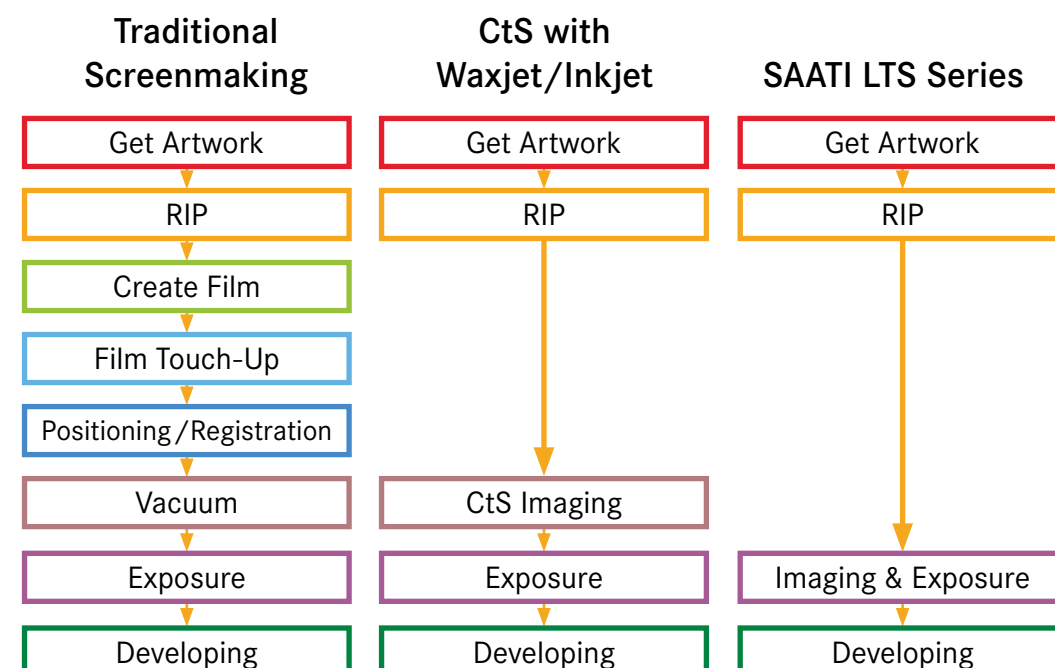 Traditional
Screenmaking
Get Artwork
RIP
Create Film
Film Touch-Up
Positioning/Registration
Vacuum
Exposure
Developing
CtS with
Waxjet/Inkjet
Get Artwork
RIP
CtS Imaging
Exposure
Developing
SAATI LTS Series
Get Artwork
RIP
Imaging & Exposure
Developing